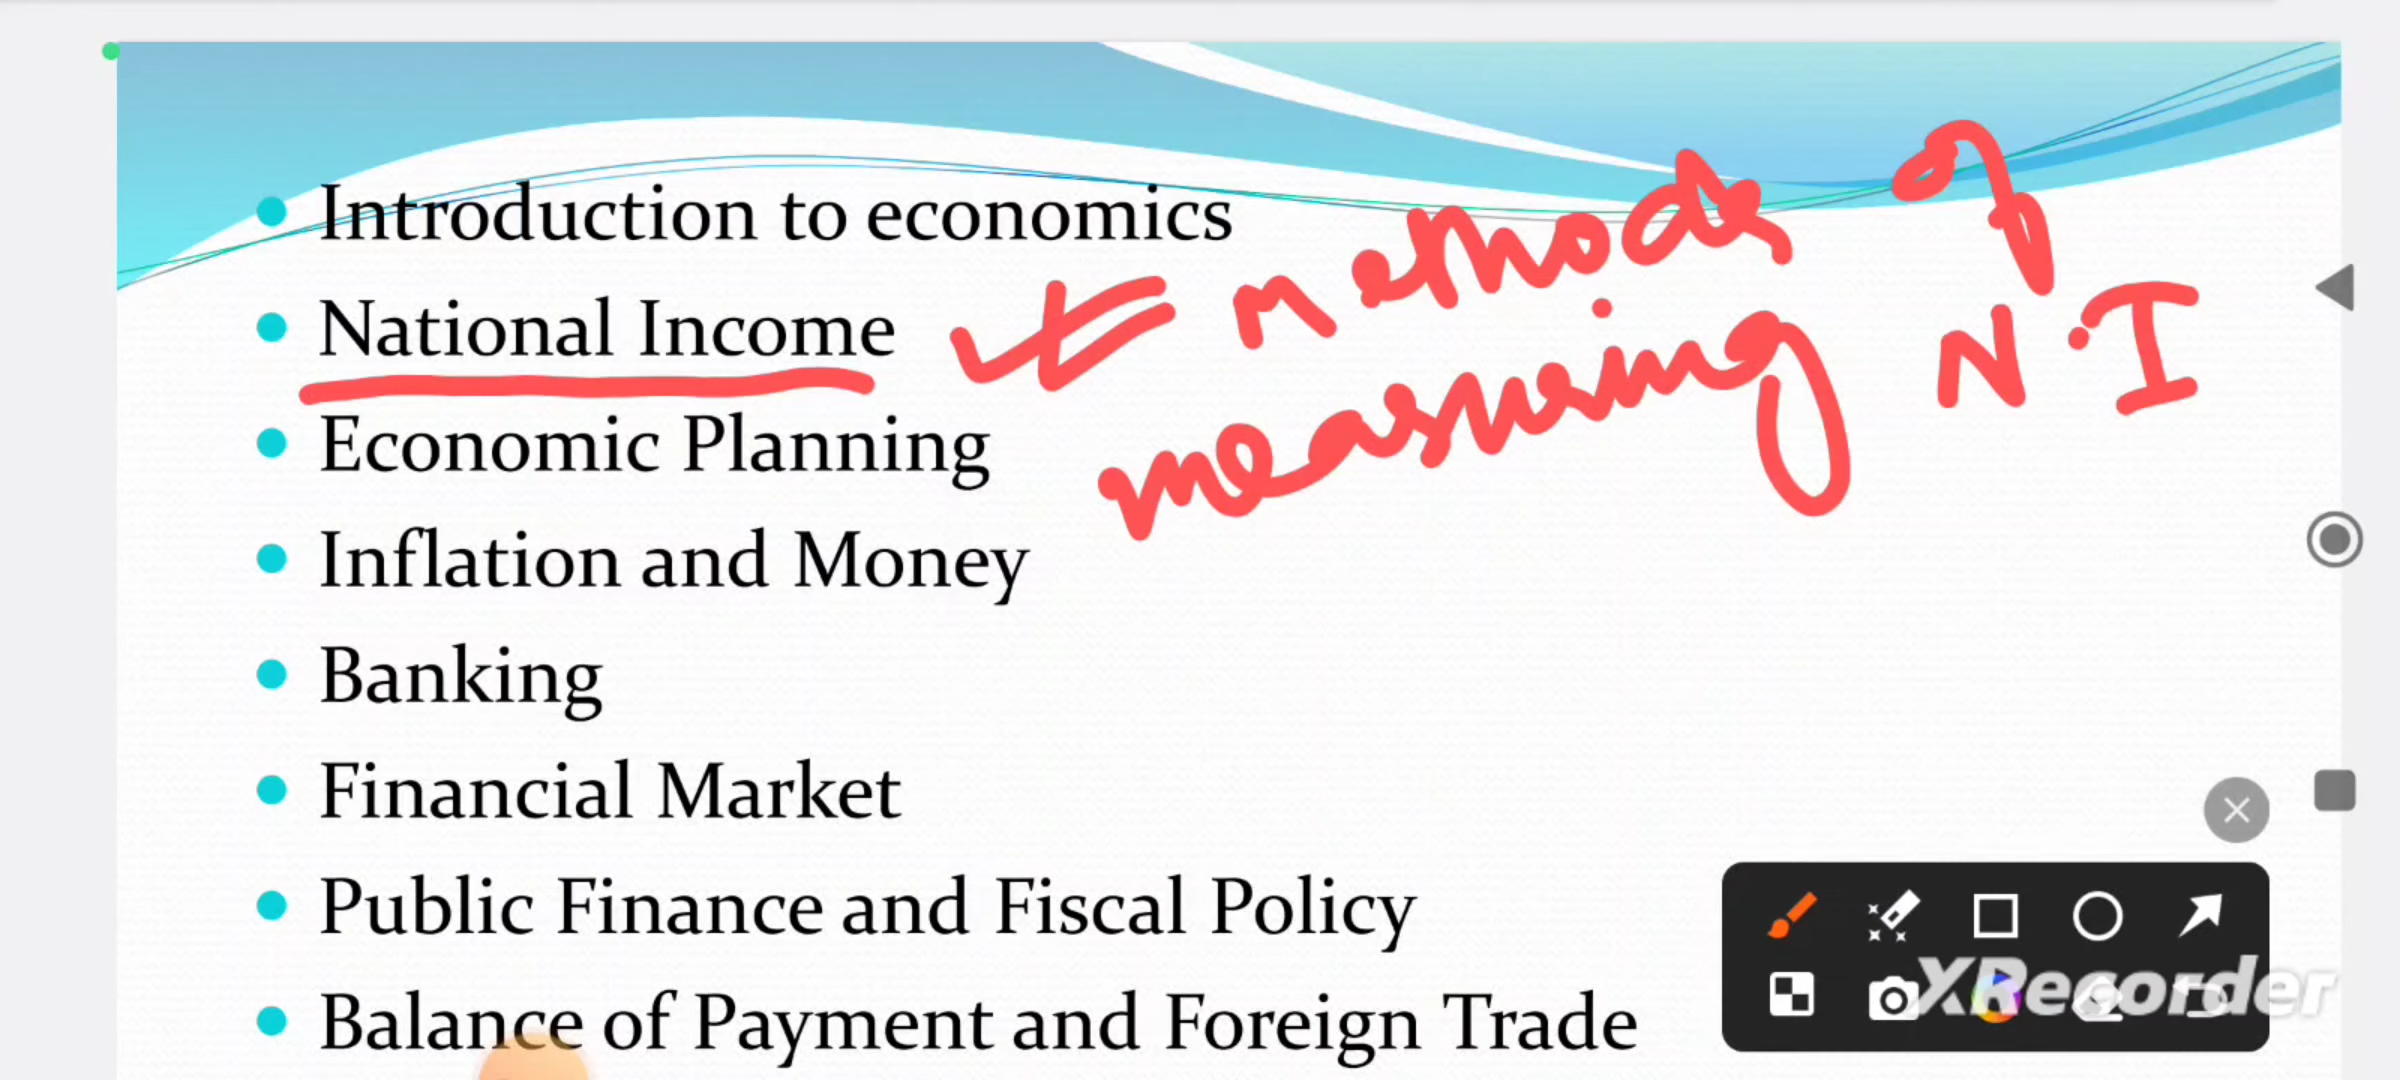 Introduction to economics
National Income
methods of
measuring N.I
Economic Planning
Inflation and Money
Banking
Financial Market
Public Finance and Fiscal Policy
Balance of Payment and Foreign Trade
XRecorder